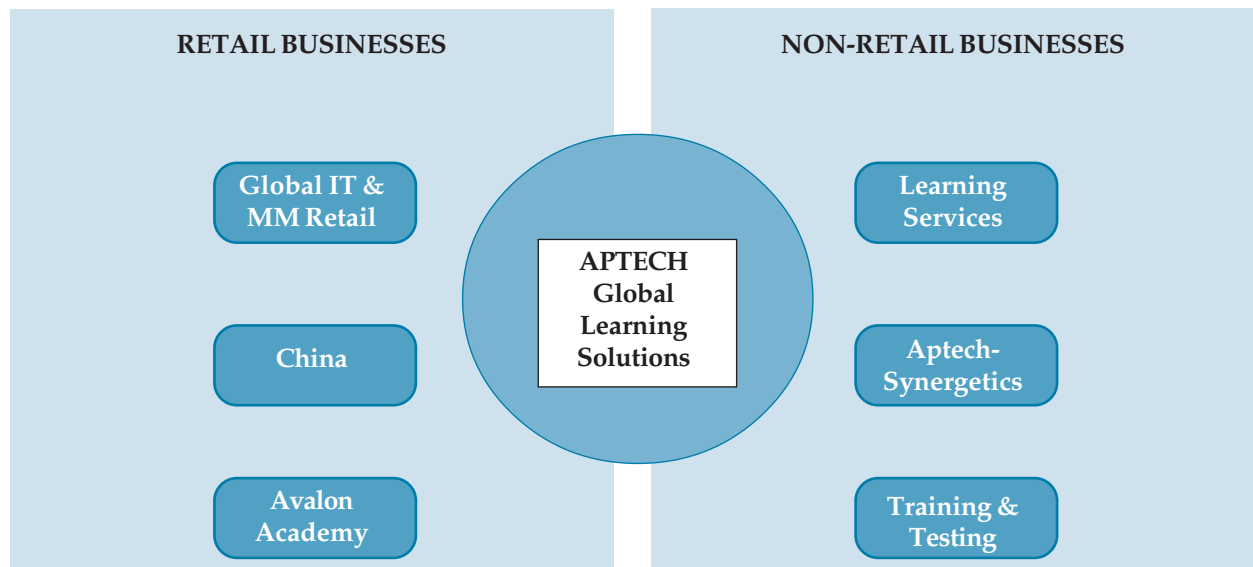 RETAIL BUSINESSES
NON-RETAIL BUSINESSES
Global IT &
MM Retail
China
Avalon
Academy
APTECH
Global
Learning
Solutions
Learning
Services
Aptech-
Synergetics
Training &
Testing